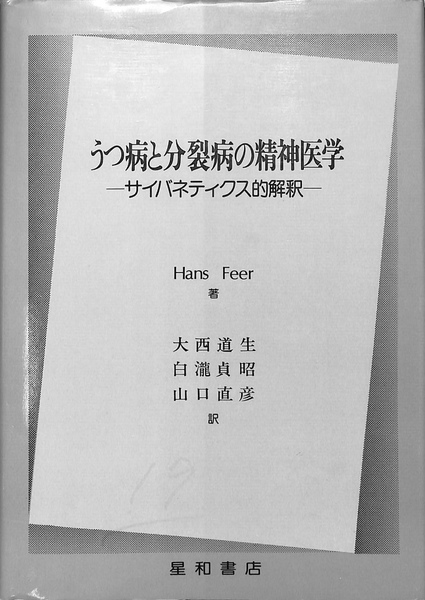 うつ病と分裂病の精神医学
―サイバネティクス的解釈―
Hans Feer
著
大西道生
白瀧貞昭
山口直彦
訳
19
星和書店